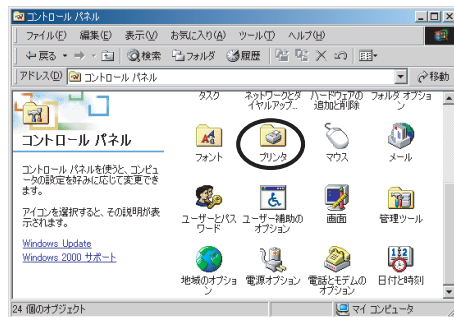 コントロール パネル
ファイル(F) 編集(E) 表示(V) お気に入り(A) ツール(T) ヘルプ(H)
戻る 検索 フォルダ 履歴
アドレス(D) コントロール パネル 移動
タスク ネットワークとダイヤルアップ... ハードウェアの追加と削除 フォルダ オプション
コントロール パネル
フォント プリンタ マウス メール
コントロール パネルを使うと、コンピュ
ータの設定を好みに応じて変更でき
ます。
アイコンを選択すると、その説明が表
示されます。
ユーザーとパス
ワード
ユーザー補助の
オプション
画面
管理ツール
Windows Update
Windows 2000 サポート
地域のオプショ
ン
電源オプション
電話とモデムの
オプション
日付と時刻
24 個のオブジェクト マイ コンピュータ